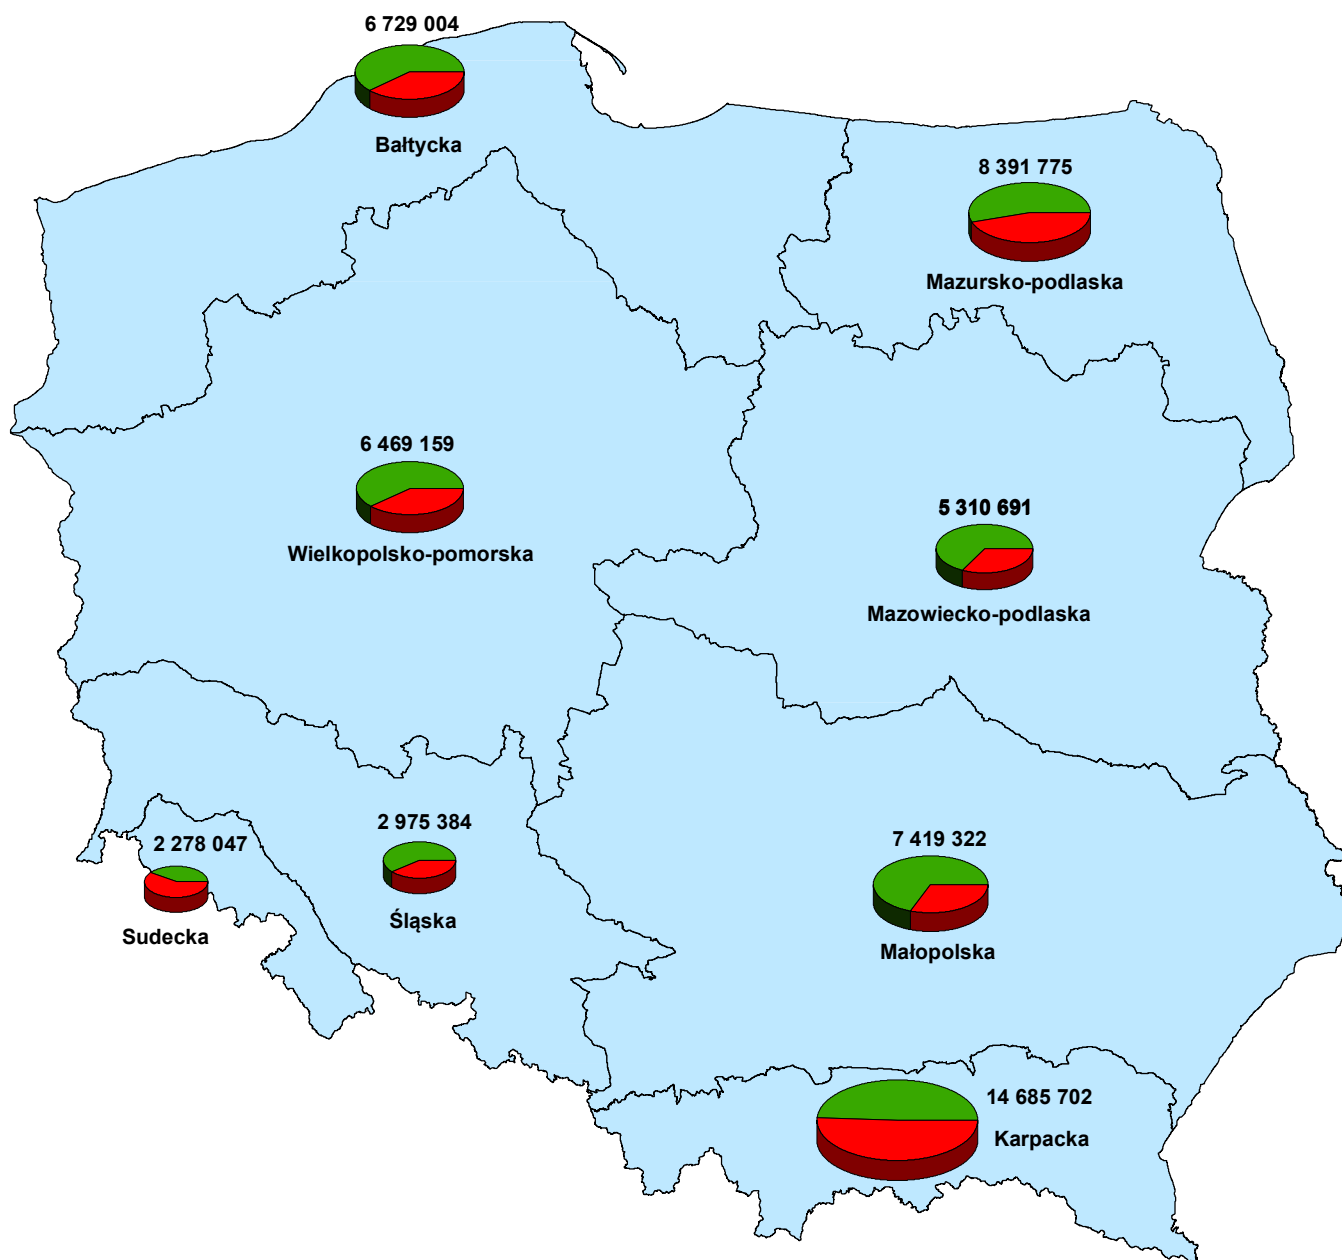 6 729 004
Bałtycka
8 391 775
Mazursko-podlaska
6 469 159
Wielkopolsko-pomorska
5 310 691
Mazowiecko-podlaska
2 278 047
Sudecka
2 975 384
Śląska
7 419 322
Małopolska
14 685 702
Karpacka